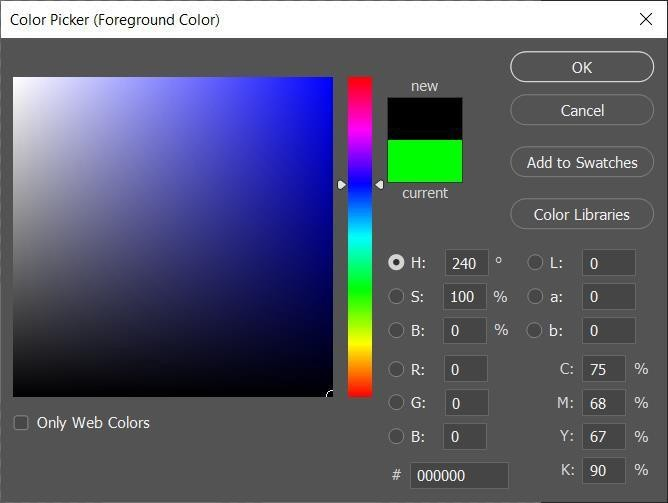 Color Picker (Foreground Color)
new
current
OK
Cancel
Add to Swatches
Color Libraries
H: 240 °
L: 0
S: 100 %
a: 0
B: 0 %
b: 0
R: 0
C: 75 %
G: 0
M: 68 %
B: 0
Y: 67 %
# 000000
K: 90 %
Only Web Colors